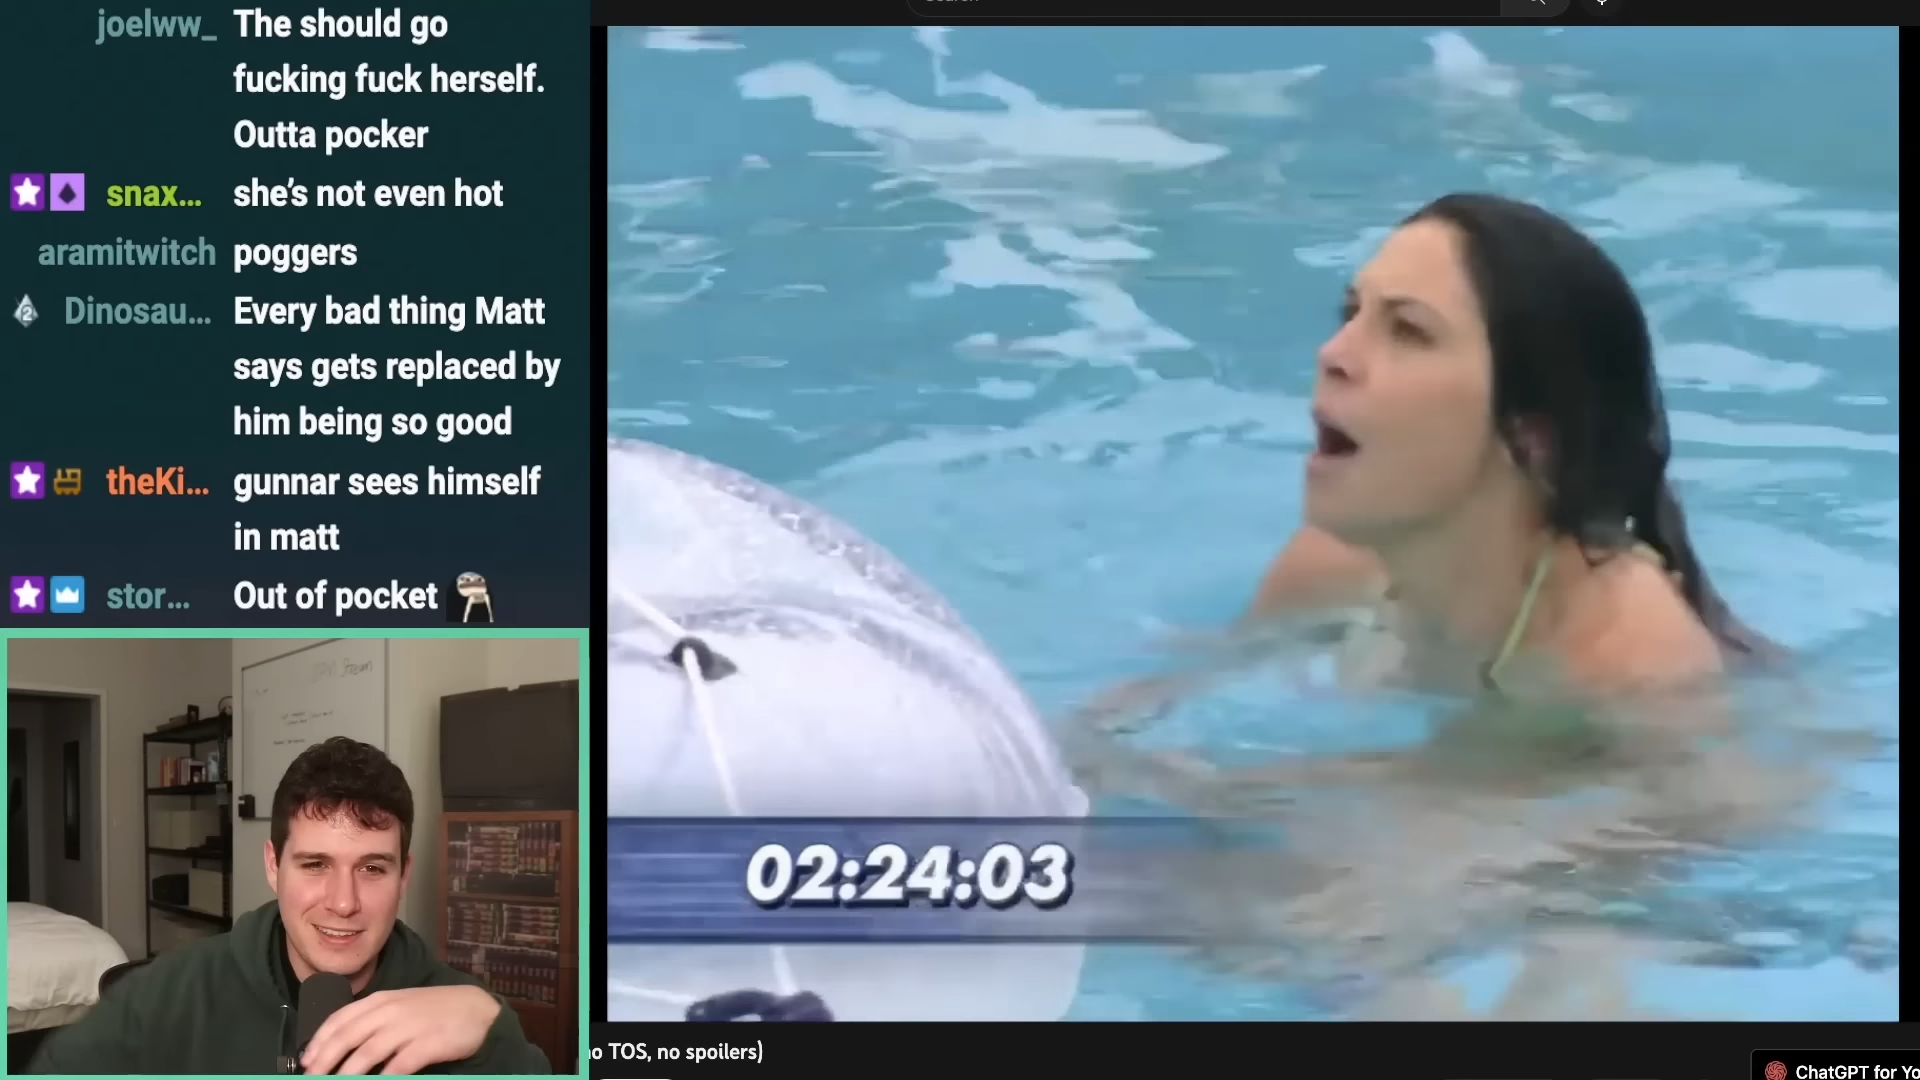 joelww_ The should go
fucking fuck herself.
Outta pocker
snax... she's not even hot
aramitwitch poggers
Dinosau... Every bad thing Matt
says gets replaced by
him being so good
theKi... gunnar sees himself
in matt
stor... Out of pocket
02:24:03
no TOS, no spoilers)
ChatGPT for Yo